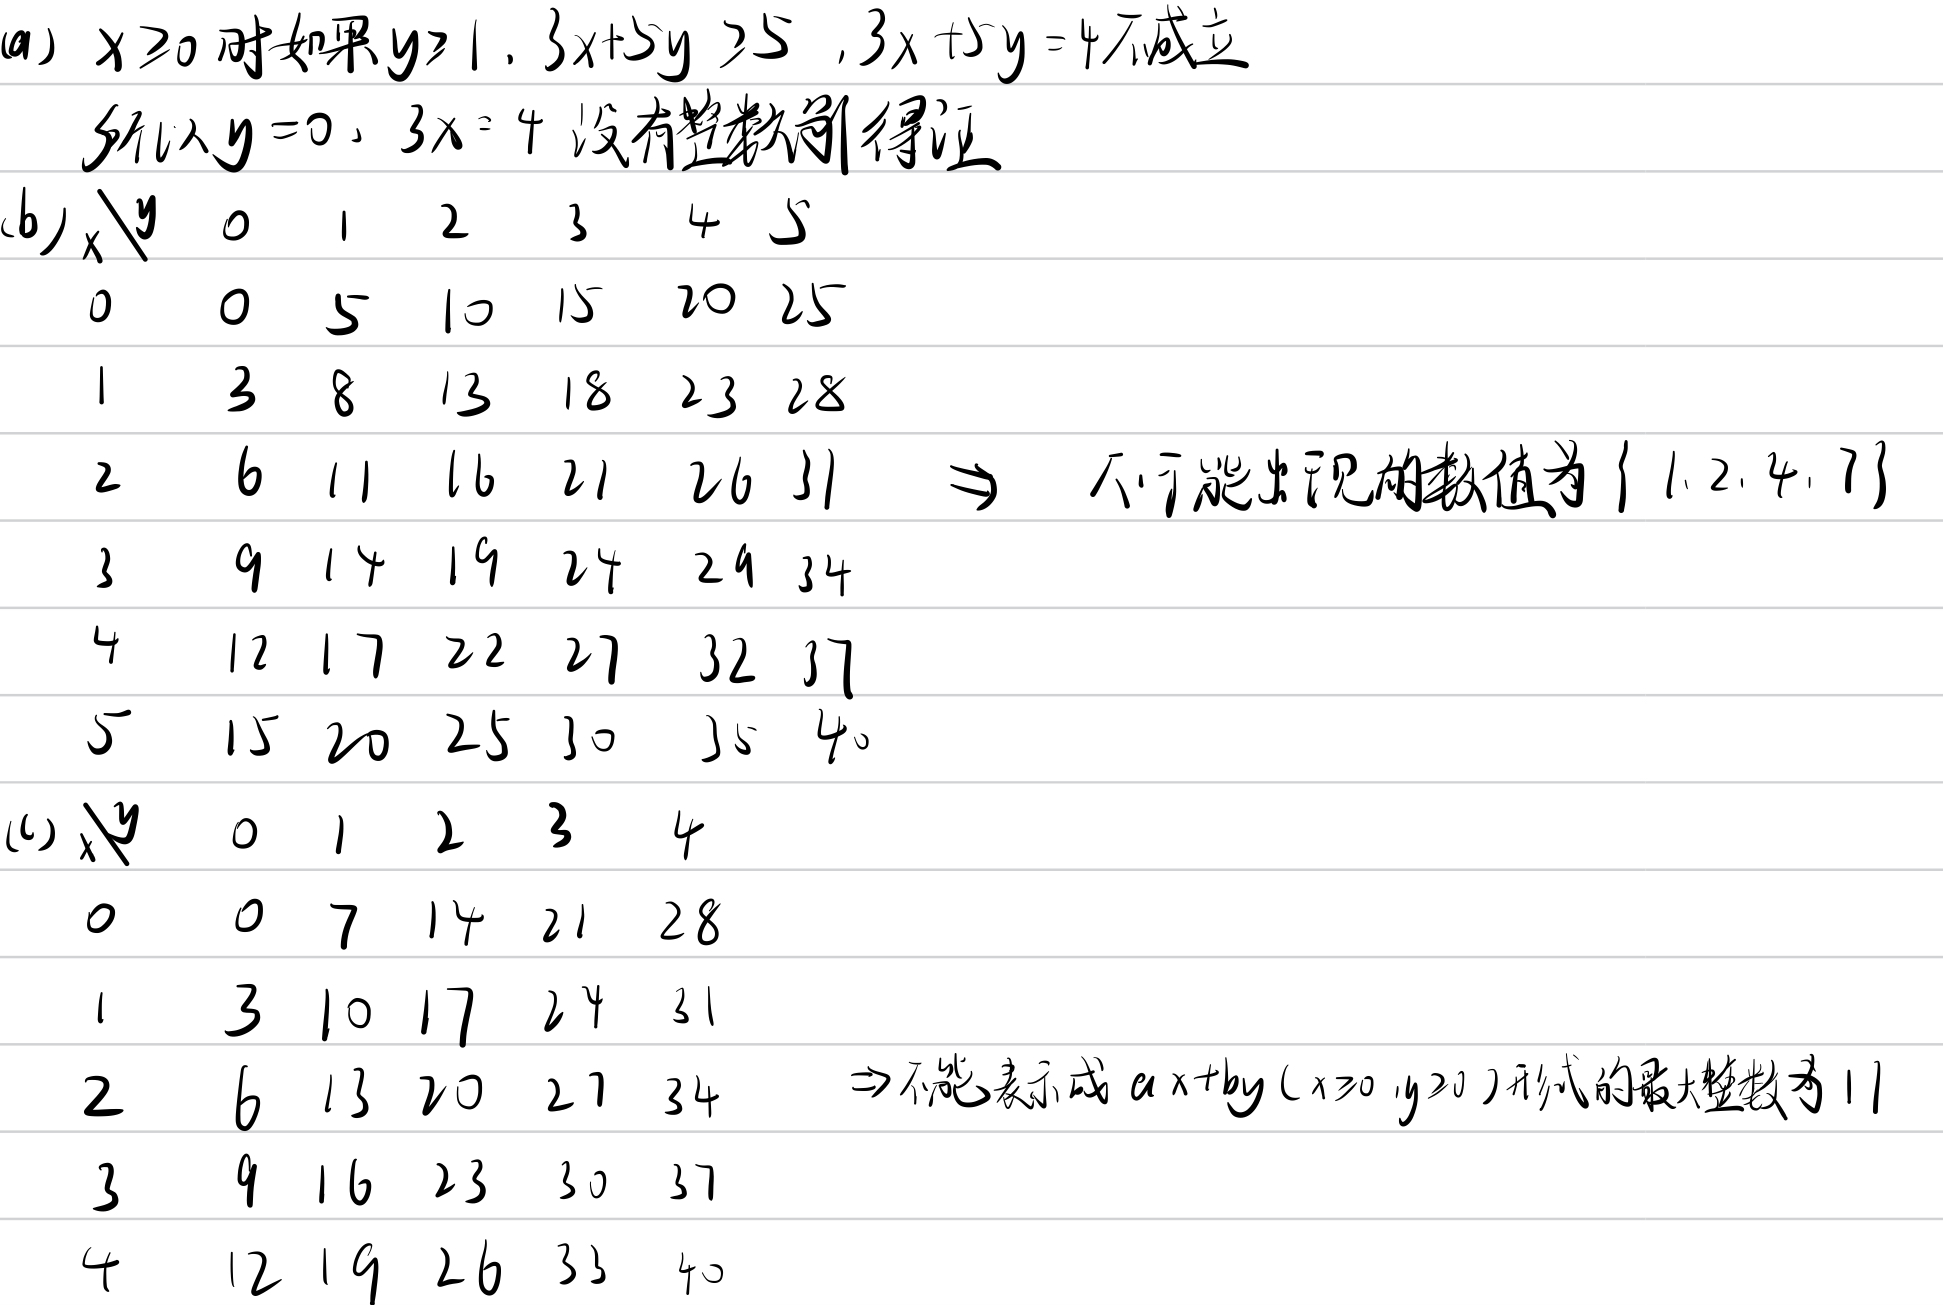 (a) x≥0时如果y≥1,3x+5y≥5,3x+5y=4不成立
所以y=0,3x=4没有整数解得证
(b) x\y 0 1 2 3 4 5
0 0 5 10 15 20 25
1 3 8 13 18 23 28
2 6 11 16 21 26 31 ⇒ 不可能出现的数值为{1.2.4.7}
3 9 14 19 24 29 34
4 12 17 22 27 32 37
5 15 20 25 30 35 40
(c) x\y 0 1 2 3 4
0 0 7 14 21 28
1 3 10 17 24 31
2 6 13 20 27 34 ⇒不能表示成ax+by(x≥0,y≥0)形式的最大整数为11
3 9 16 23 30 37
4 12 19 26 33 40